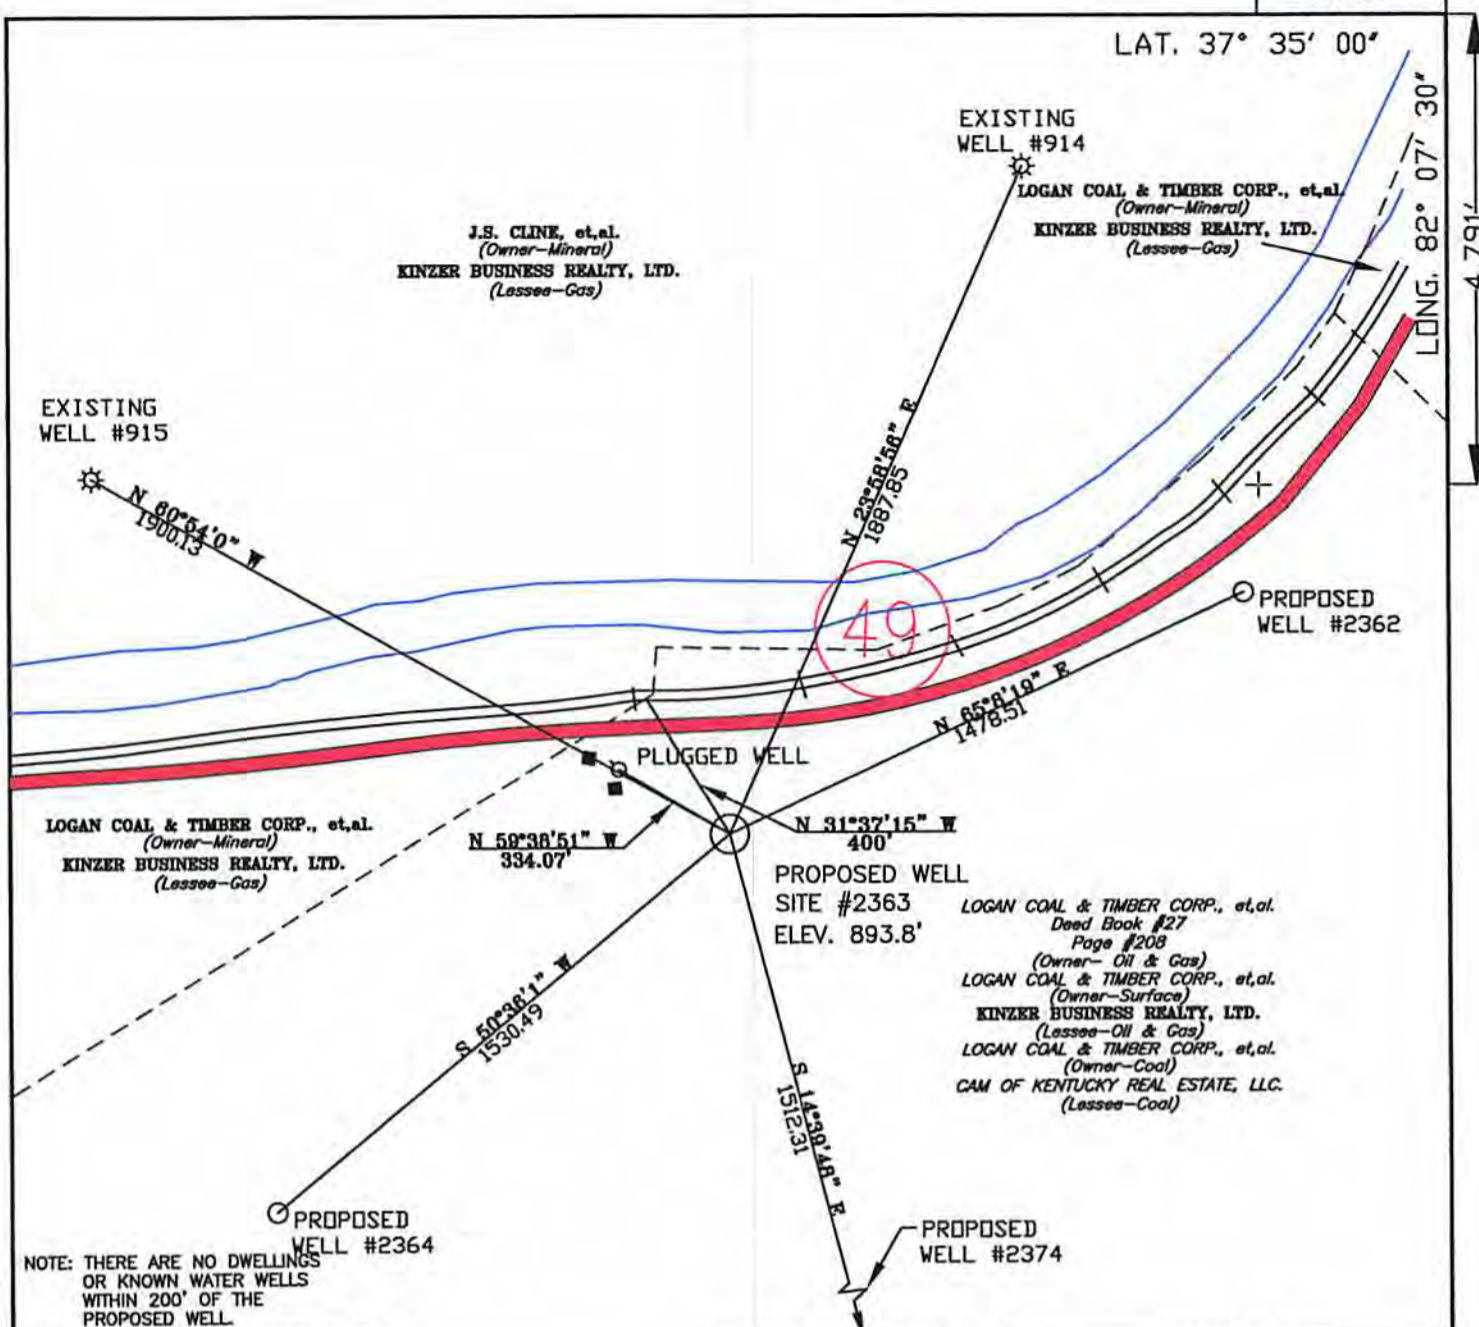 LAT. 37° 35' 00"
LONG. 82° 07' 30"
4,791'
EXISTING
WELL #914
LOGAN COAL & TIMBER CORP., et,al.
(Owner-Mineral)
KINZER BUSINESS REALTY, LTD.
(Lessee-Gas)
J.S. CLINE, et,al.
(Owner-Mineral)
KINZER BUSINESS REALTY, LTD.
(Lessee-Gas)
EXISTING
WELL #915
N 60°54'0" W
1900.13
N 23°58'56" E
1887.85
49
PROPOSED
WELL #2362
N 65°8'19" E
1478.51
PLUGGED WELL
LOGAN COAL & TIMBER CORP., et,al.
(Owner-Mineral)
KINZER BUSINESS REALTY, LTD.
(Lessee-Gas)
N 59°38'51" W
334.07'
N 31°37'15" W
400'
PROPOSED WELL
SITE #2363
ELEV. 893.8'
LOGAN COAL & TIMBER CORP., et,al.
Deed Book #27
Page #208
(Owner- Oil & Gas)
LOGAN COAL & TIMBER CORP., et,al.
(Owner-Surface)
KINZER BUSINESS REALTY, LTD.
(Lessee-Oil & Gas)
LOGAN COAL & TIMBER CORP., et,al.
(Owner-Coal)
CAM OF KENTUCKY REAL ESTATE, LLC.
(Lessee-Coal)
S 50°36'1" W
1530.49
S 14°39'48" E
1512.31
PROPOSED
WELL #2364
PROPOSED
WELL #2374
NOTE: THERE ARE NO DWELLINGS
OR KNOWN WATER WELLS
WITHIN 200' OF THE
PROPOSED WELL.